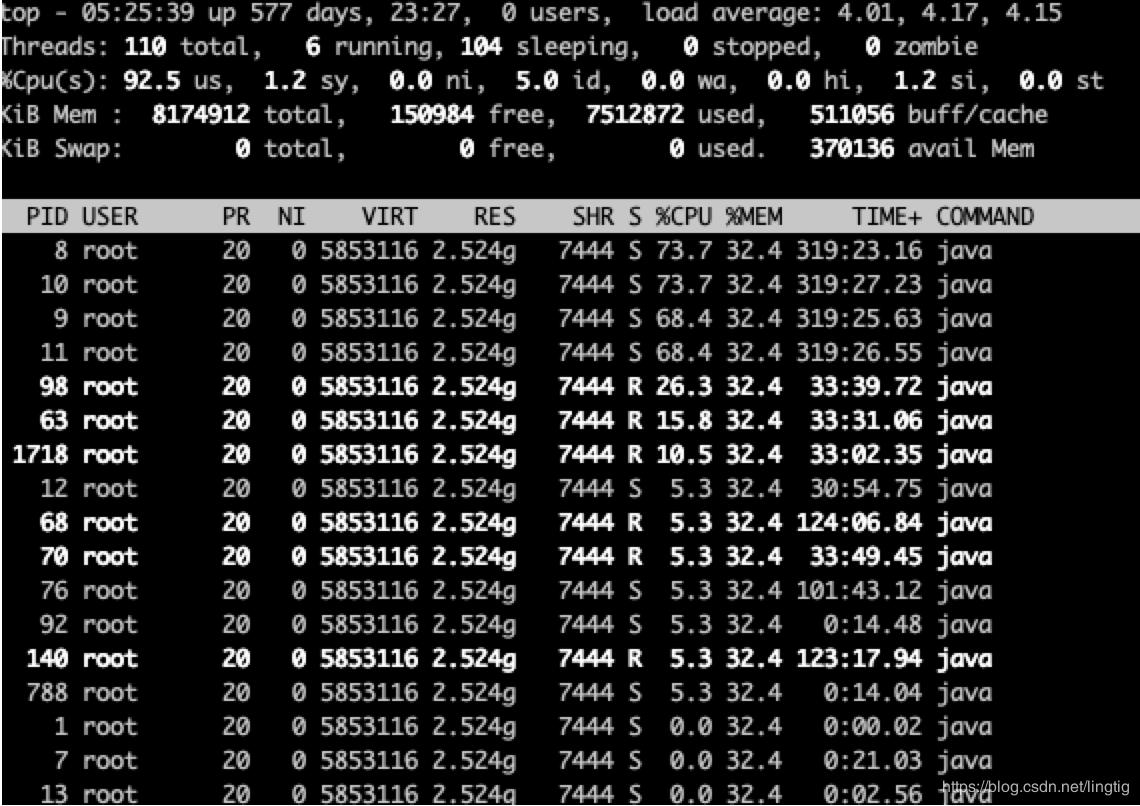 top - 05:25:39 up 577 days, 23:27,  0 users,  load average: 4.01, 4.17, 4.15
Threads: 110 total,   6 running, 104 sleeping,   0 stopped,   0 zombie
%Cpu(s): 92.5 us,  1.2 sy,  0.0 ni,  5.0 id,  0.0 wa,  0.0 hi,  1.2 si,  0.0 st
KiB Mem :  8174912 total,   150984 free,  7512872 used,   511056 buff/cache
KiB Swap:        0 total,        0 free,        0 used.   370136 avail Mem
PID USER      PR  NI    VIRT    RES    SHR S %CPU %MEM     TIME+ COMMAND
8 root      20   0 5853116 2.524g   7444 S 73.7 32.4 319:23.16 java
10 root      20   0 5853116 2.524g   7444 S 73.7 32.4 319:27.23 java
9 root      20   0 5853116 2.524g   7444 S 68.4 32.4 319:25.63 java
11 root      20   0 5853116 2.524g   7444 S 68.4 32.4 319:26.55 java
98 root      20   0 5853116 2.524g   7444 R 26.3 32.4  33:39.72 java
63 root      20   0 5853116 2.524g   7444 R 15.8 32.4  33:31.06 java
1718 root      20   0 5853116 2.524g   7444 R 10.5 32.4  33:02.35 java
12 root      20   0 5853116 2.524g   7444 S  5.3 32.4  30:54.75 java
68 root      20   0 5853116 2.524g   7444 R  5.3 32.4 124:06.84 java
70 root      20   0 5853116 2.524g   7444 R  5.3 32.4  33:49.45 java
76 root      20   0 5853116 2.524g   7444 S  5.3 32.4 101:43.12 java
92 root      20   0 5853116 2.524g   7444 S  5.3 32.4   0:14.48 java
140 root      20   0 5853116 2.524g   7444 R  5.3 32.4 123:17.94 java
788 root      20   0 5853116 2.524g   7444 S  5.3 32.4   0:14.04 java
1 root      20   0 5853116 2.524g   7444 S  0.0 32.4   0:00.02 java
7 root      20   0 5853116 2.524g   7444 S  0.0 32.4   0:21.03 java
13 root      20   0 5853116 2.524g   7444 S  0.0 32.4   0:02.56 java
https://blog.csdn.net/lingtig